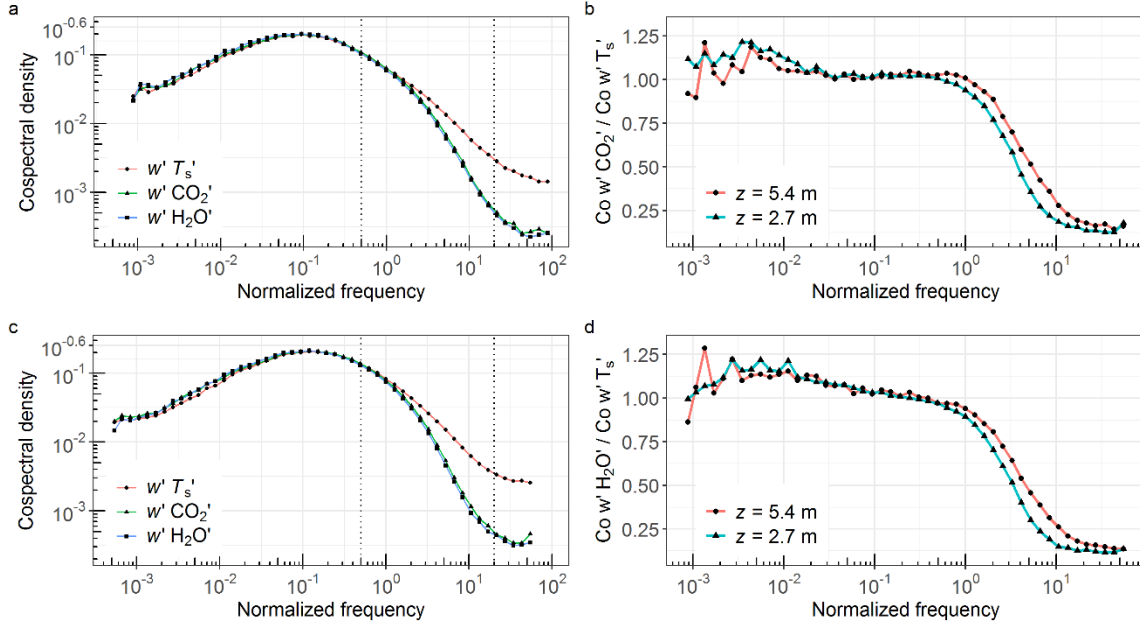 a
10^-0.6
10^-1
10^-2
10^-3
Cospectral density
w' Ts'
w' CO2'
w' H2O'
10^-3 10^-2 10^-1 10^0 10^1 10^2
Normalized frequency
b
1.25
1.00
0.75
0.50
0.25
Co w' CO2' / Co w' Ts'
z = 5.4 m
z = 2.7 m
10^-3 10^-2 10^-1 10^0 10^1
Normalized frequency
c
10^-0.6
10^-1
10^-2
10^-3
Cospectral density
w' Ts'
w' CO2'
w' H2O'
10^-3 10^-2 10^-1 10^0 10^1 10^2
Normalized frequency
d
1.25
1.00
0.75
0.50
0.25
Co w' H2O' / Co w' Ts'
z = 5.4 m
z = 2.7 m
10^-3 10^-2 10^-1 10^0 10^1
Normalized frequency